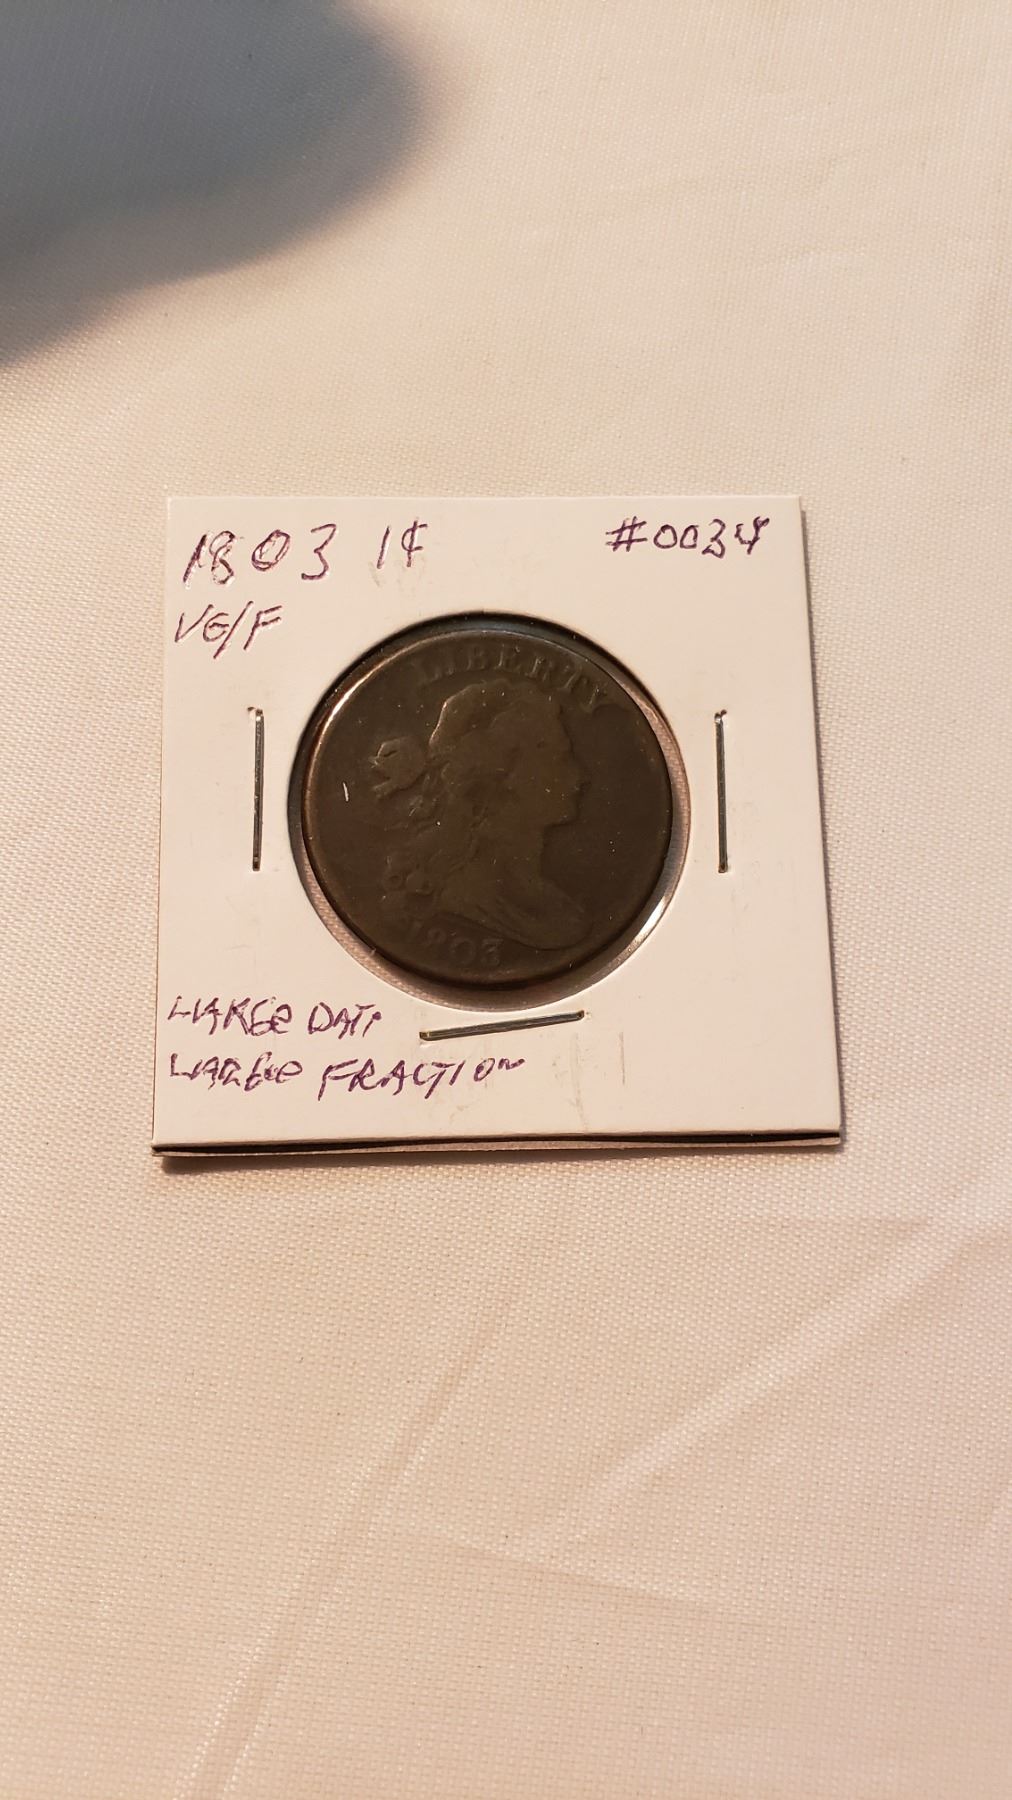 1803 1¢ #0034
VG/F
LIBERTY
1803
LARGE DATE
LARGE FRACTION